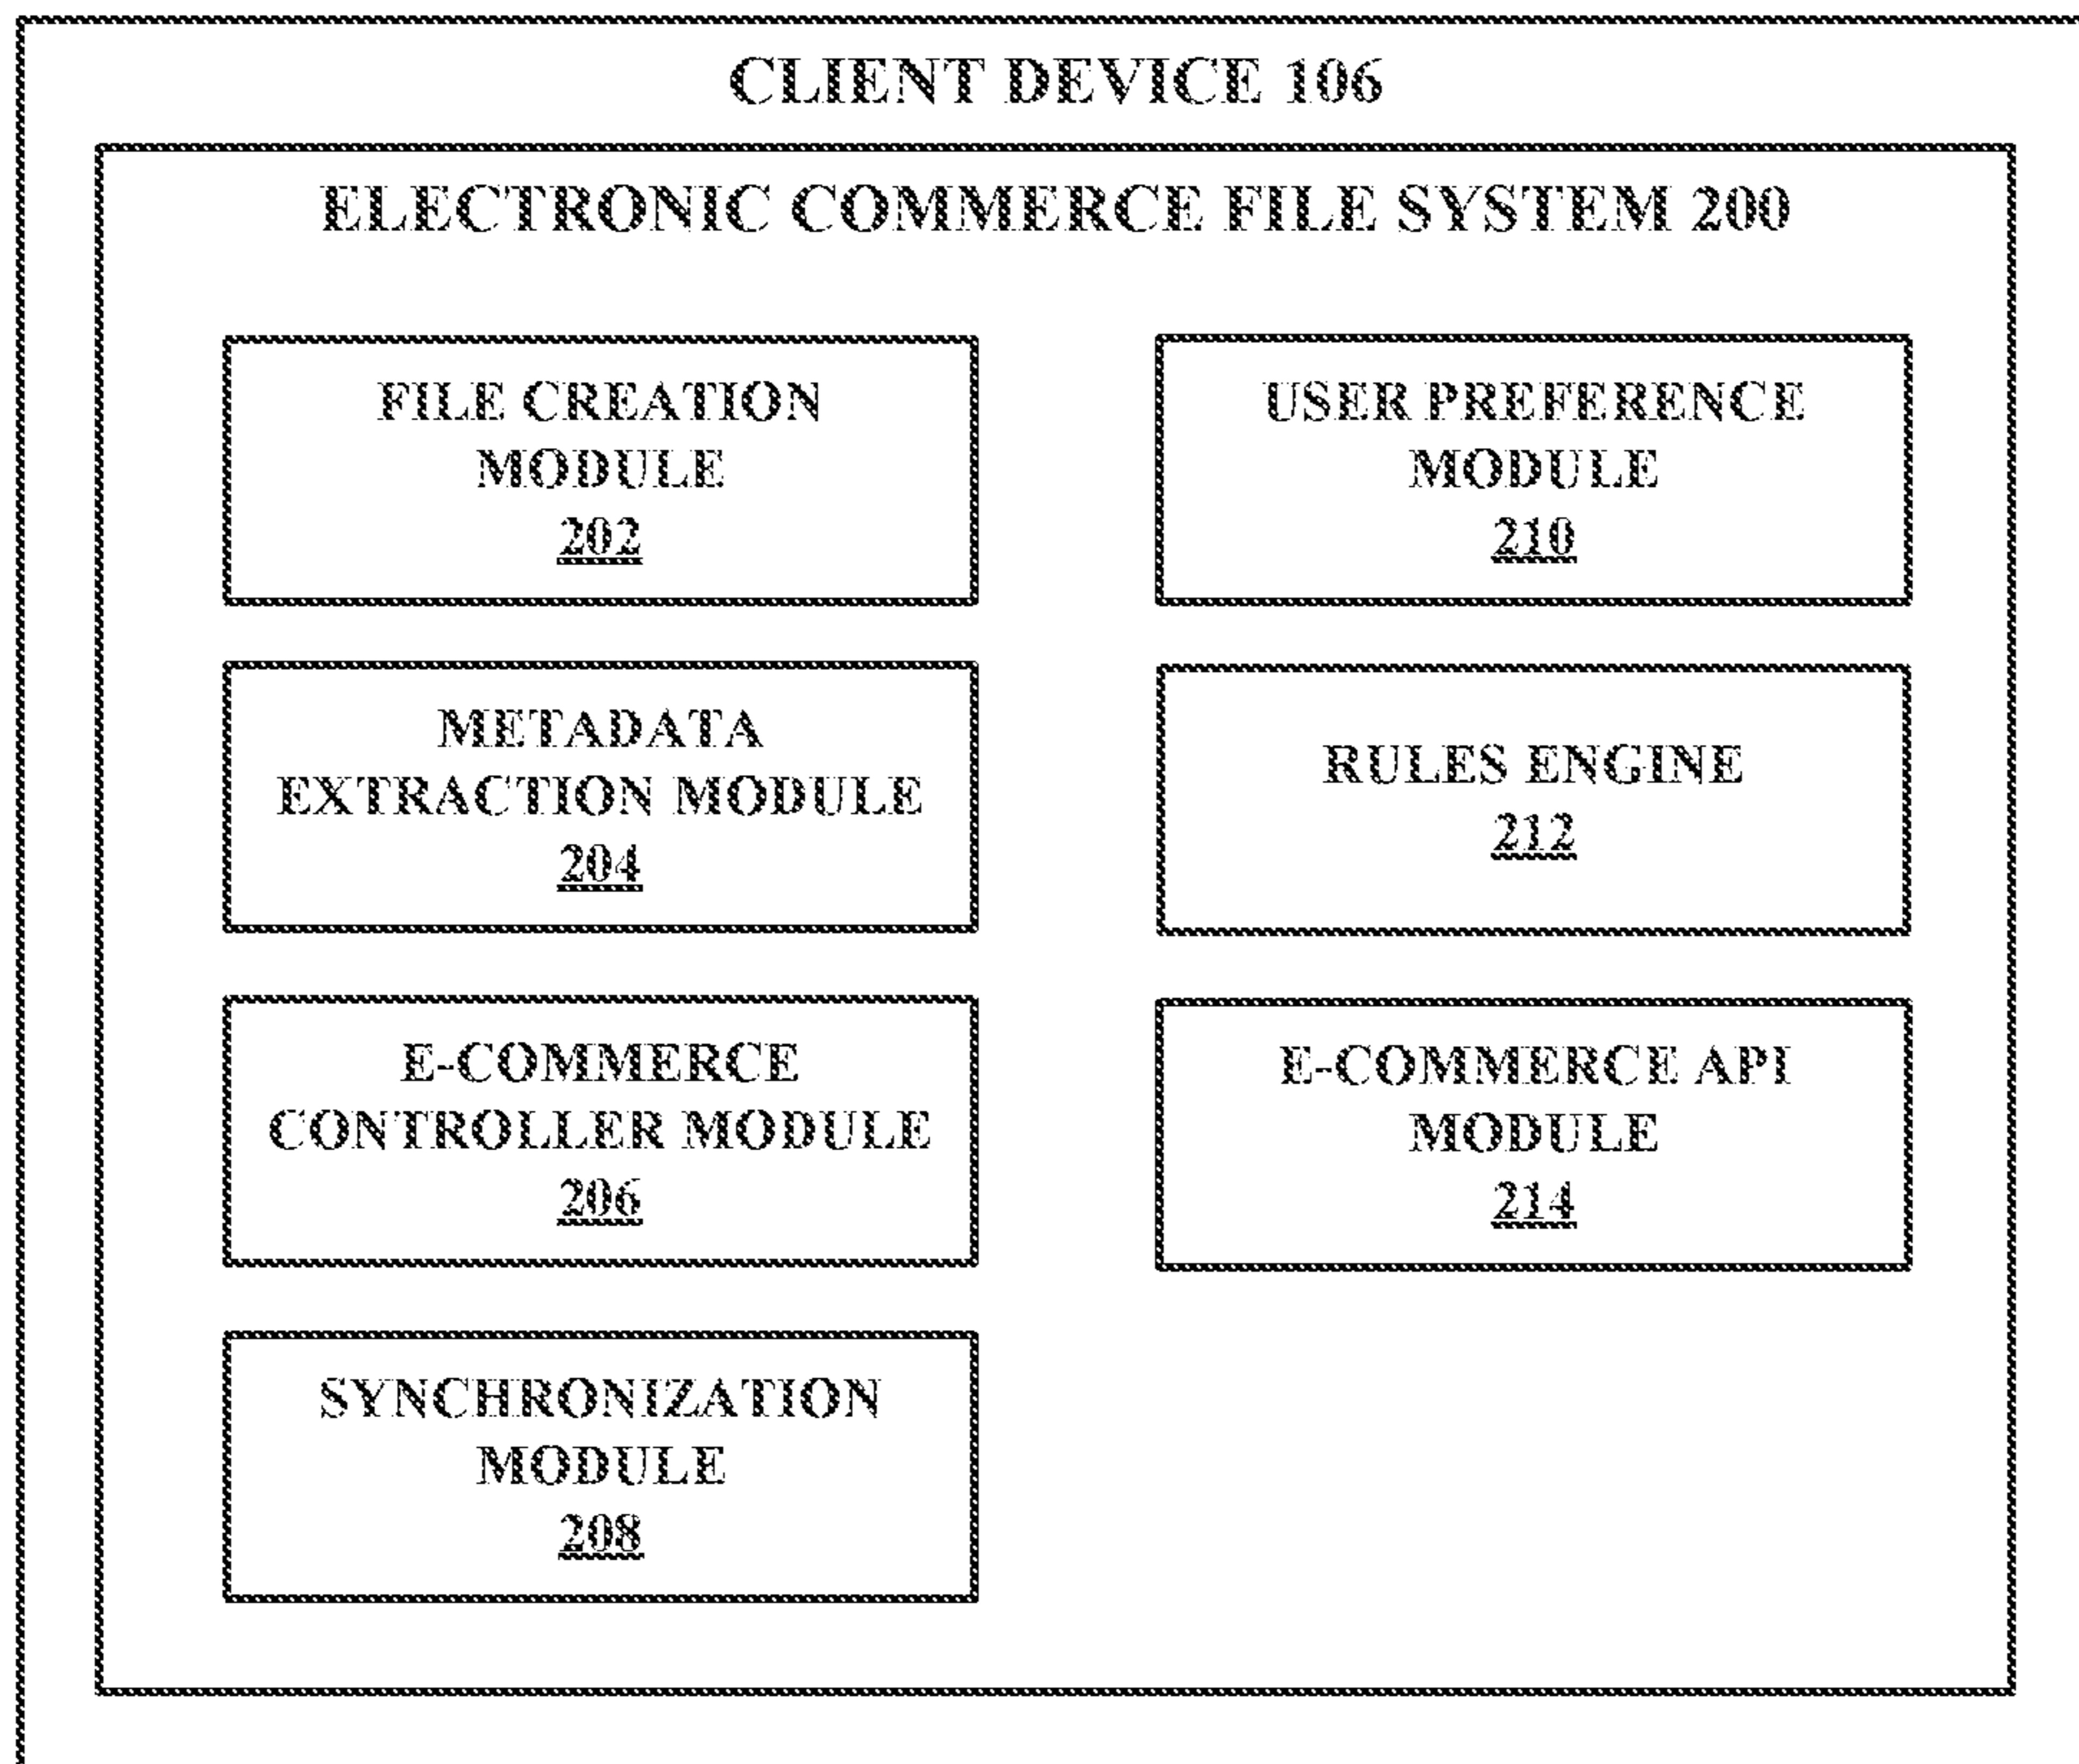 CLIENT DEVICE 106
ELECTRONIC COMMERCE FILE SYSTEM 200
FILE CREATION
MODULE
202
METADATA
EXTRACTION MODULE
204
E-COMMERCE
CONTROLLER MODULE
206
SYNCHRONIZATION
MODULE
208
USER PREFERENCE
MODULE
210
RULES ENGINE
212
E-COMMERCE API
MODULE
214